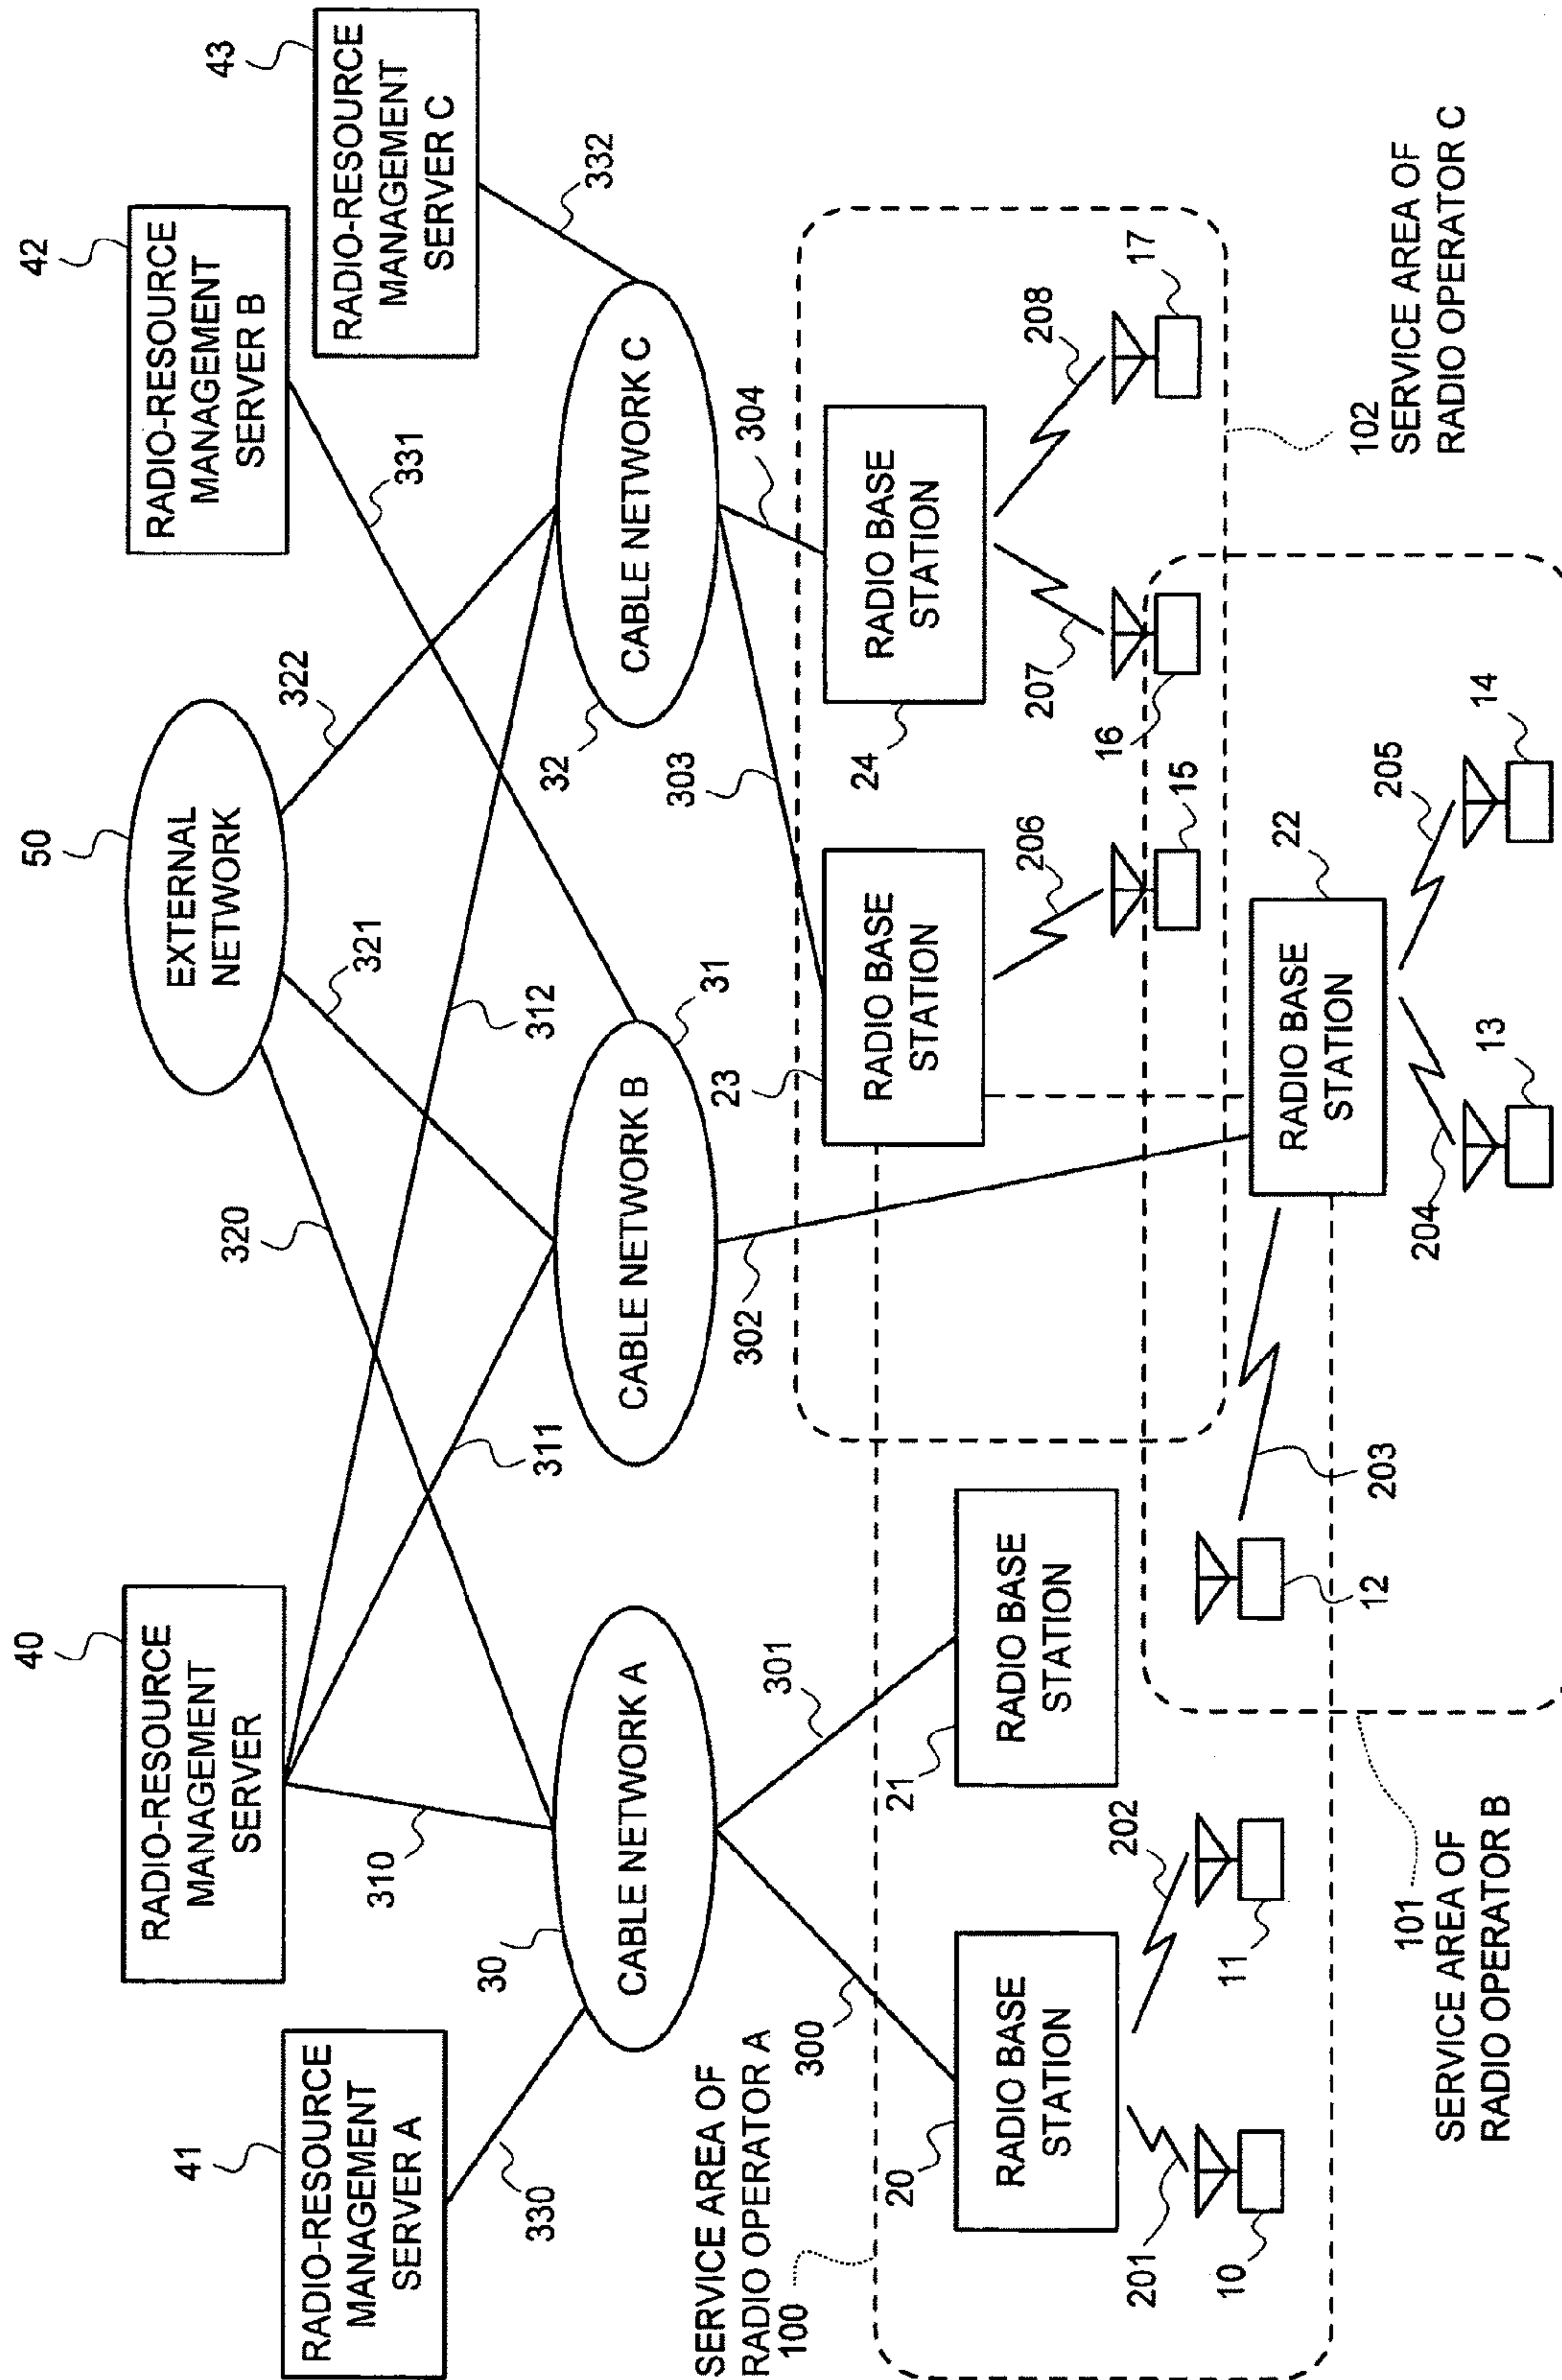 41
RADIO-RESOURCE
MANAGEMENT
SERVER A
330
40
RADIO-RESOURCE
MANAGEMENT
SERVER
310
311
312
50
EXTERNAL
NETWORK
320
321
322
42
RADIO-RESOURCE
MANAGEMENT
SERVER B
331
43
RADIO-RESOURCE
MANAGEMENT
SERVER C
332
30
CABLE NETWORK A
CABLE NETWORK B
31
32
CABLE NETWORK C
SERVICE AREA OF
RADIO OPERATOR A
100
300
301
302
303
304
20
RADIO BASE
STATION
21
RADIO BASE
STATION
23
RADIO BASE
STATION
24
RADIO BASE
STATION
201
202
206
207
208
10
11
12
203
15
16
17
22
RADIO BASE
STATION
102
SERVICE AREA OF
RADIO OPERATOR C
101
SERVICE AREA OF
RADIO OPERATOR B
204
205
13
14